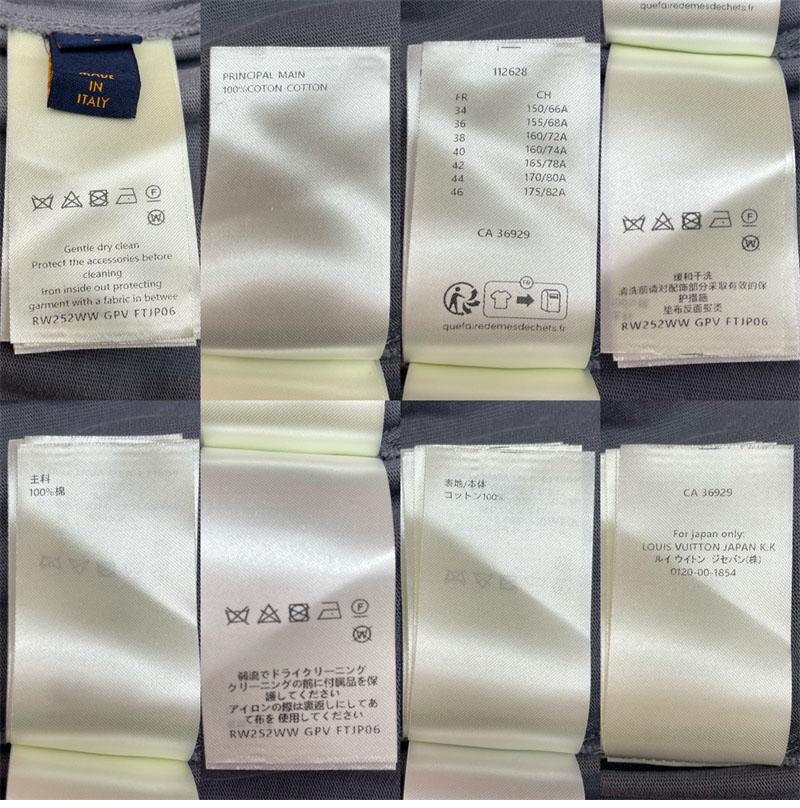 MADE
IN
ITALY
Gentle dry clean
Protect the accessories before
cleaning
Iron inside out protecting
garment with a fabric in betwee
RW252WW GPV FTJP06
PRINCIPAL MAIN
100%COTON COTTON
112628
FR CH
34 150/66A
36 155/68A
38 160/72A
40 160/74A
42 165/78A
44 170/80A
46 175/82A
CA 36929
FR
quefairedemesdechets.fr
quefairedemesdechets.fr
F
W
缓和干洗
清洗前请对配饰部分采取有效的保
护措施
垫布反面熨烫
RW252WW GPV FTJP06
主料
100%棉
F
W
弱流でドライクリーニング
クリーニングの際に付属品を保
護してください
アイロンの際は裏返しにしてあ
て布を 使用してください
RW252WW GPV FTJP06
表地/本体
コットン100%
CA 36929
For japan only:
LOUIS VUITTON JAPAN K.K
ルイ ウイトン ジャパン(株)
0120-00-1854